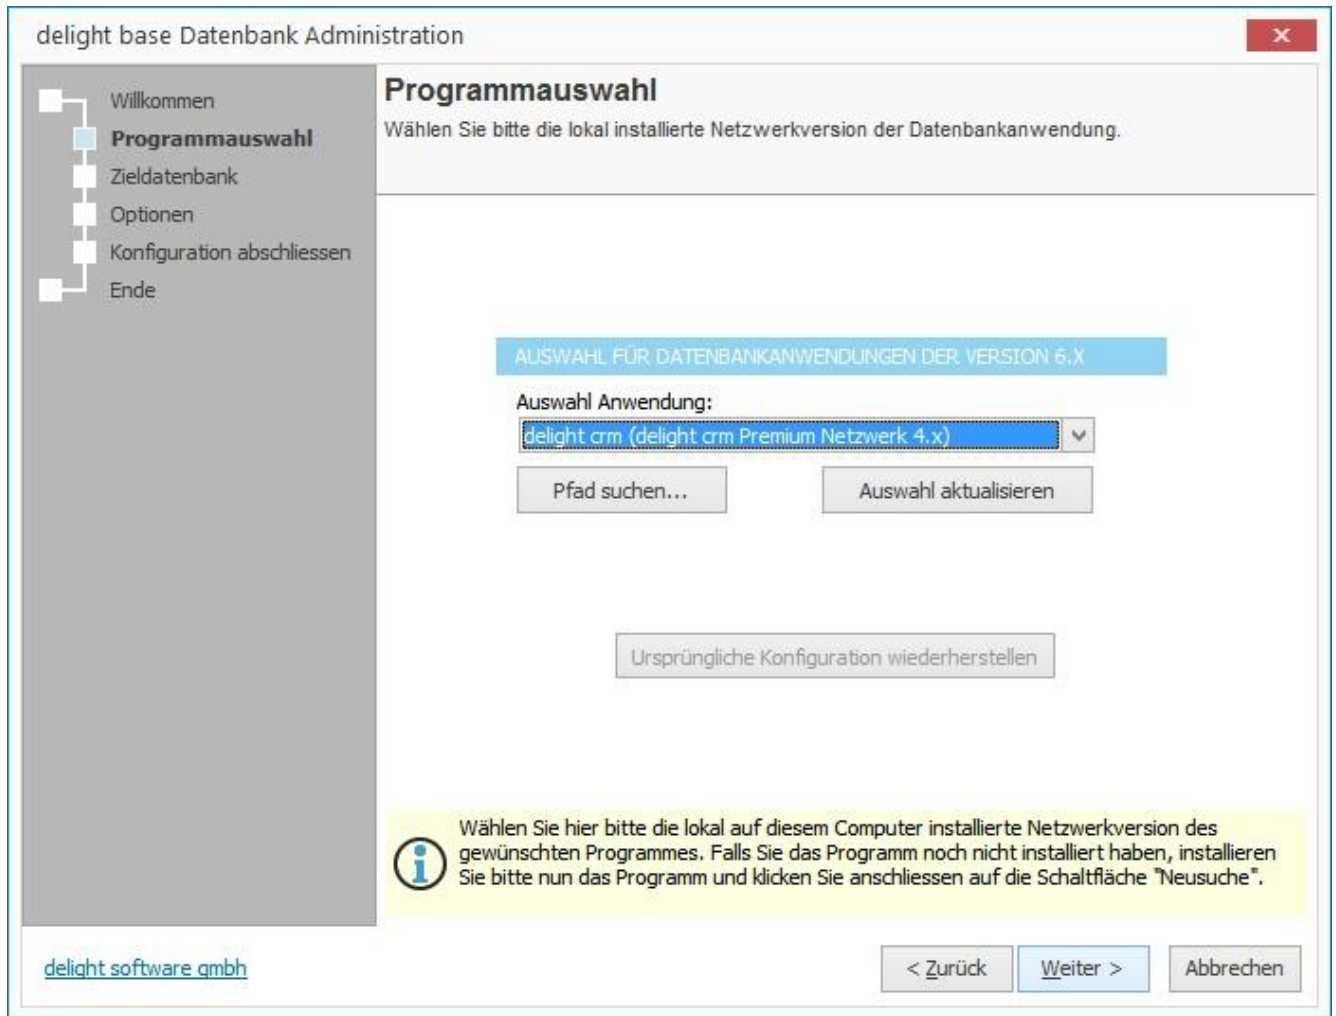 delight base Datenbank Administration
Willkommen
Programmauswahl
Zieldatenbank
Optionen
Konfiguration abschliessen
Ende
Programmauswahl
Wählen Sie bitte die lokal installierte Netzwerkversion der Datenbankanwendung.
AUSWAHL FÜR DATENBANKANWENDUNGEN DER VERSION 6.X
Auswahl Anwendung:
delight crm (delight crm Premium Netzwerk 4.x)
Pfad suchen...
Auswahl aktualisieren
Ursprüngliche Konfiguration wiederherstellen
Wählen Sie hier bitte die lokal auf diesem Computer installierte Netzwerkversion des
gewünschten Programmes. Falls Sie das Programm noch nicht installiert haben, installieren
Sie bitte nun das Programm und klicken Sie anschliessen auf die Schaltfläche "Neusuche".
delight software gmbh
< Zurück
Weiter >
Abbrechen